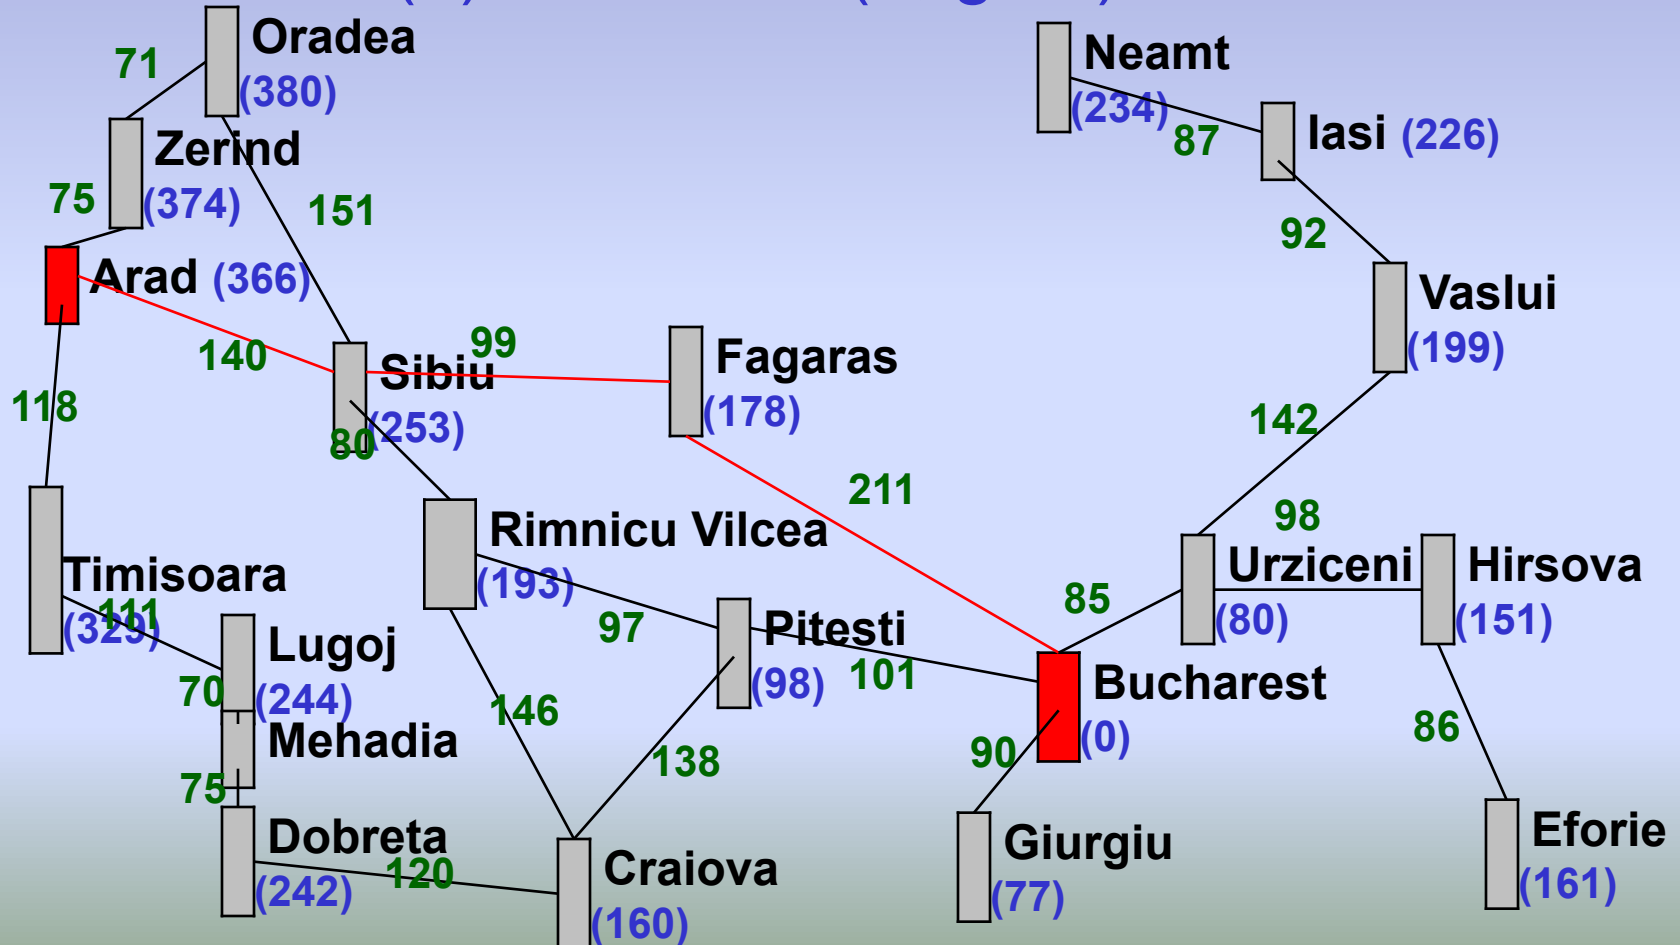 Oradea
71
(380)
Neamt
(234)
87
Iasi (226)
Zerind
(374)
75
151
92
Arad (366)
Vaslui
(199)
140
99
Sibiu
(253)
80
Fagaras
(178)
118
142
211
98
Rimnicu Vilcea
(193)
Urziceni
(80)
Hirsova
(151)
Timisoara
111
(329)
85
97
Pitesti
(98)
101
Lugoj
(244)
70
Bucharest
(0)
146
Mehadia
138
90
86
75
Dobreta
(242)
120
Craiova
(160)
Giurgiu
(77)
Eforie
(161)